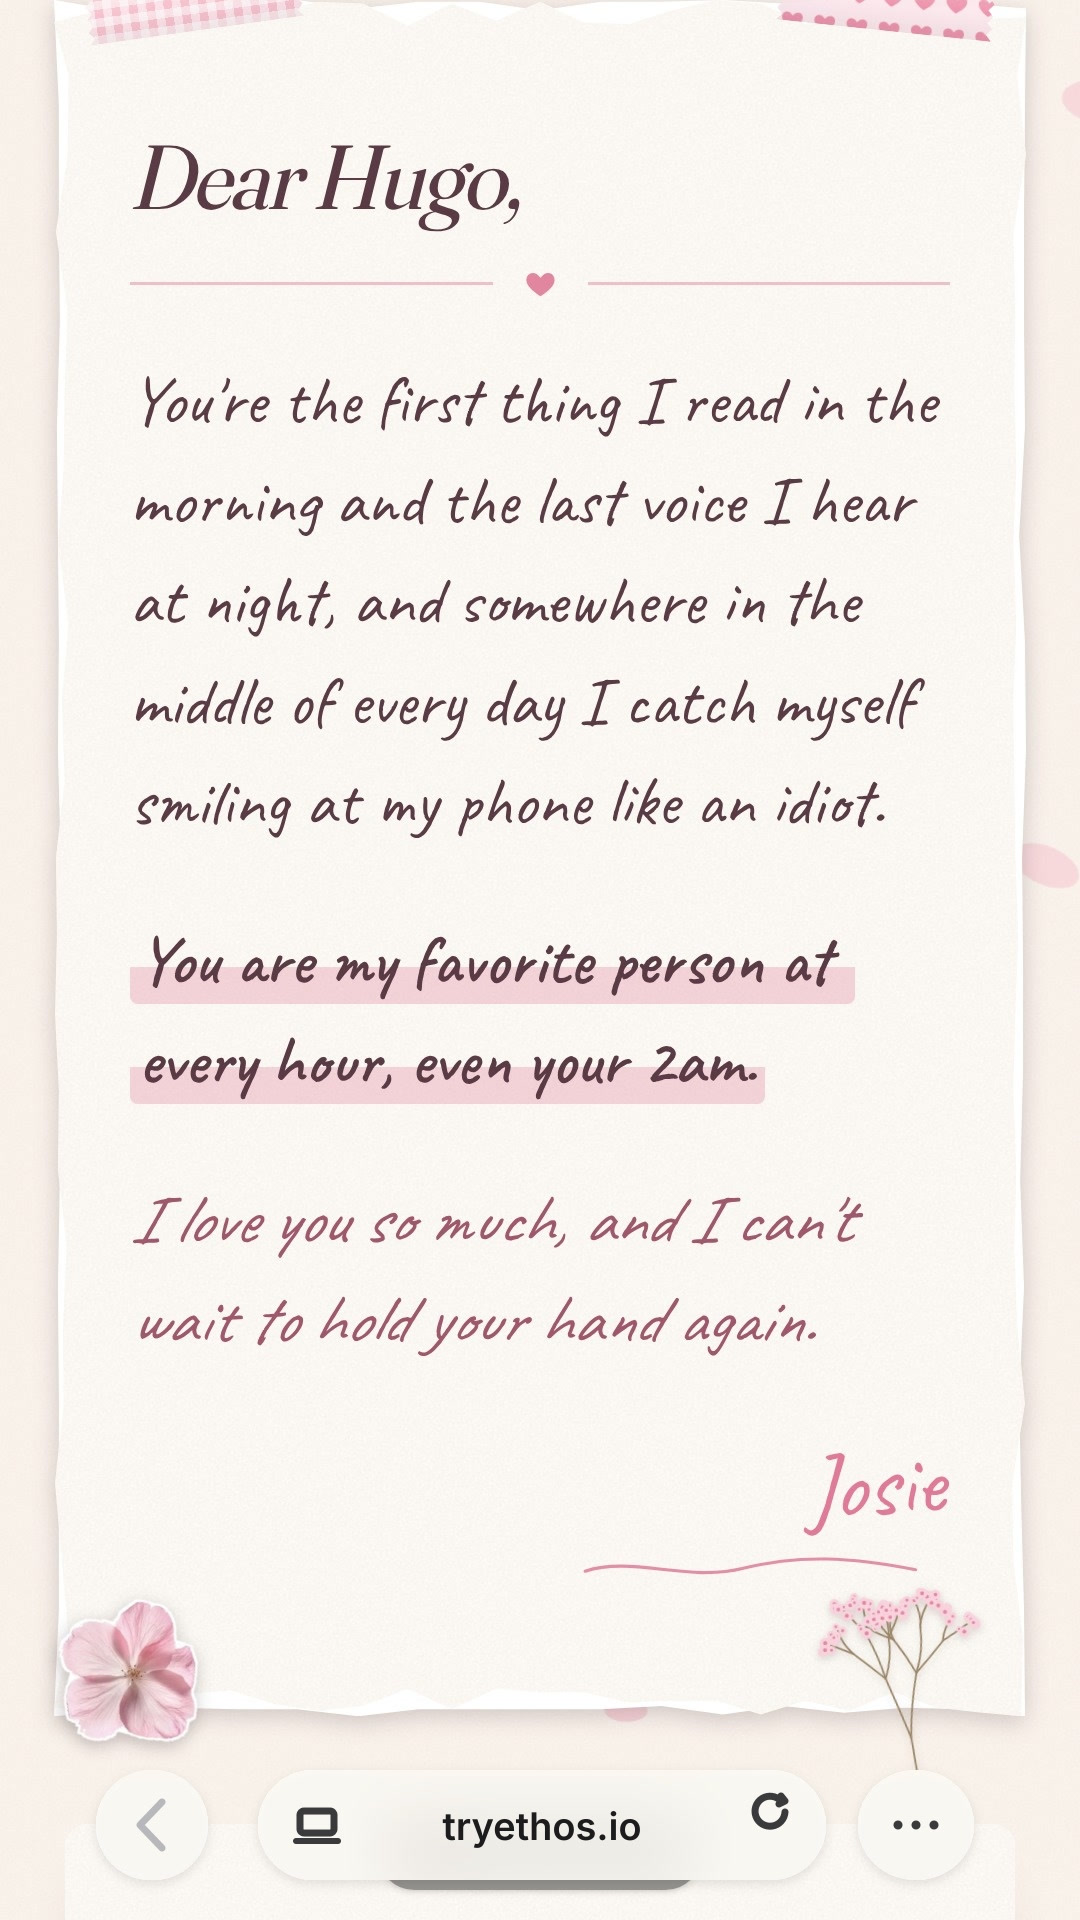 Dear Hugo,
You're the first thing I read in the
morning and the last voice I hear
at night, and somewhere in the
middle of every day I catch myself
smiling at my phone like an idiot.
You are my favorite person at
every hour, even your 2am.
I love you so much, and I can't
wait to hold your hand again.
Josie
tryethos.io